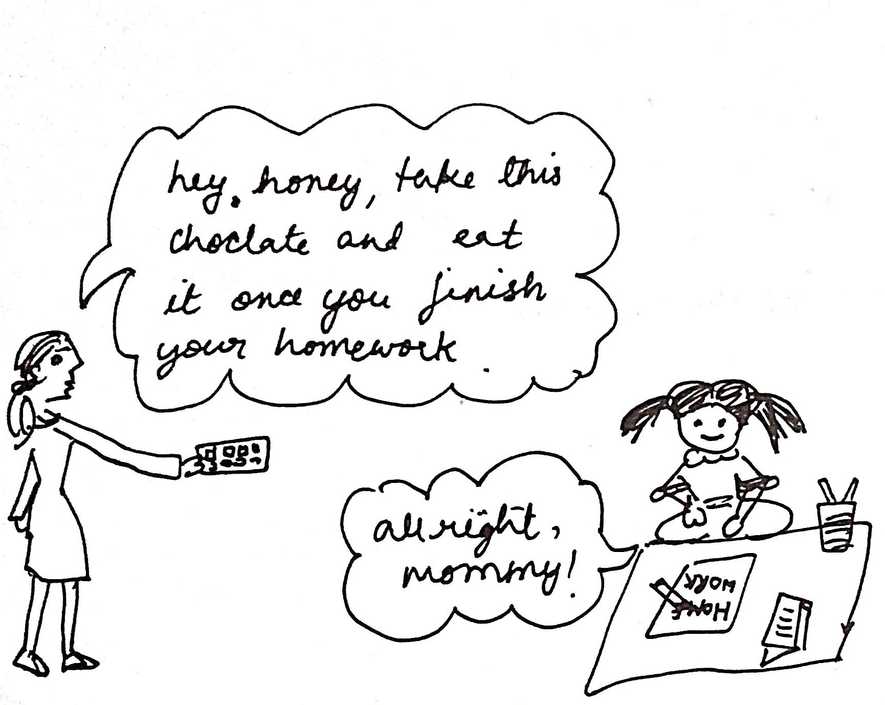 hey, honey, take this
choclate and eat
it once you finish
your homework.
allright,
mommy!
HOME
WORK